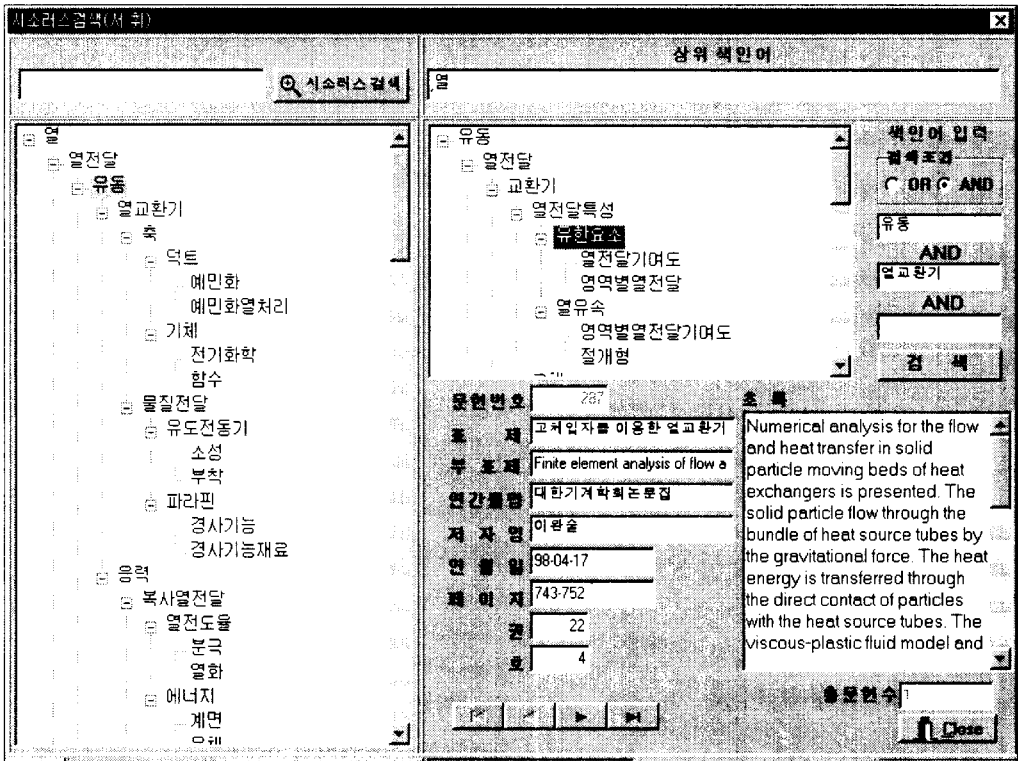 시소러스검색(서 휘)
시소러스검색
상위 색인어
열
열
열전달
유동
열교환기
축
덕트
예민화
예민화열처리
기체
전기화학
함수
물질전달
유도전동기
소성
부착
파라핀
경사기능
경사기능재료
응력
복사열전달
열전도율
분극
열화
에너지
계면
유동
열전달
교환기
열전달특성
유한요소
열전달기여도
영역별열전달
열유속
영역별열전달기여도
절개형
색인어 입력
검색조건
OR AND
유동
AND
열교환기
AND
검 색
문헌번호 287
표 제 고체입자를 이용한 열교환기
부 표제 Finite element analysis of flow a
연간물명 대한기계학회논문집
저 자 명 이완술
연 월 일 98-04-17
페 이 지 743-752
권 22
호 4
초 록
Numerical analysis for the flow
and heat transfer in solid
particle moving beds of heat
exchangers is presented. The
solid particle flow through the
bundle of heat source tubes by
the gravitational force. The heat
energy is transferred through
the direct contact of particles
with the heat source tubes. The
viscous-plastic fluid model and
총문헌수 1
Close